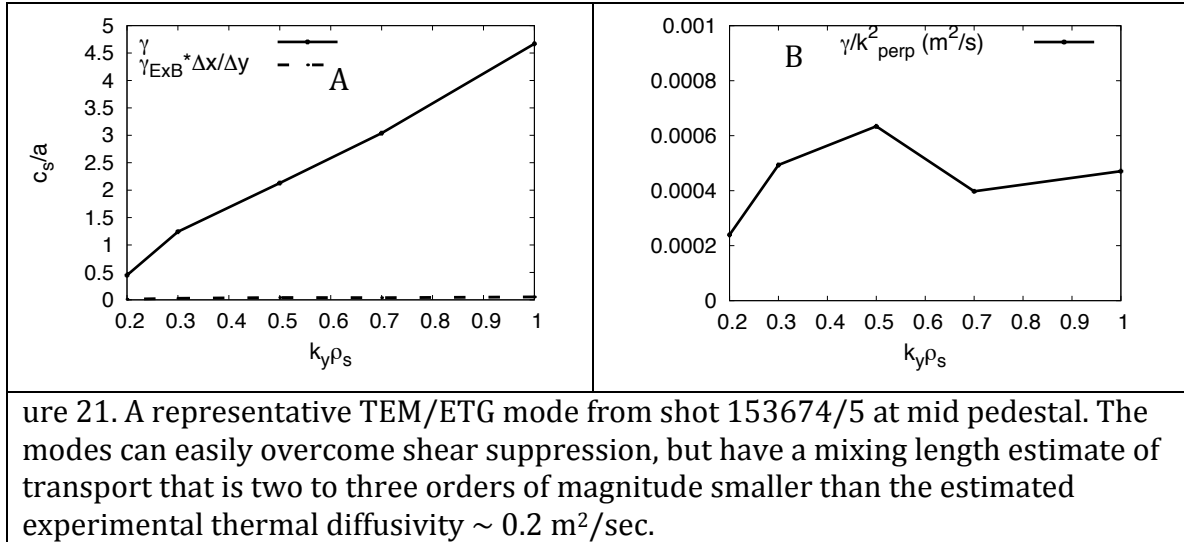 5
4.5
4
3.5
3
2.5
2
1.5
1
0.5
0
γ
γExB*Δx/Δy
A
cs/a
0.2 0.3 0.4 0.5 0.6 0.7 0.8 0.9 1
kyρs
0.001
0.0008
0.0006
0.0004
0.0002
0
B
γ/k²perp (m²/s)
0.2 0.3 0.4 0.5 0.6 0.7 0.8 0.9 1
kyρs
ure 21. A representative TEM/ETG mode from shot 153674/5 at mid pedestal. The
modes can easily overcome shear suppression, but have a mixing length estimate of
transport that is two to three orders of magnitude smaller than the estimated
experimental thermal diffusivity ~ 0.2 m²/sec.